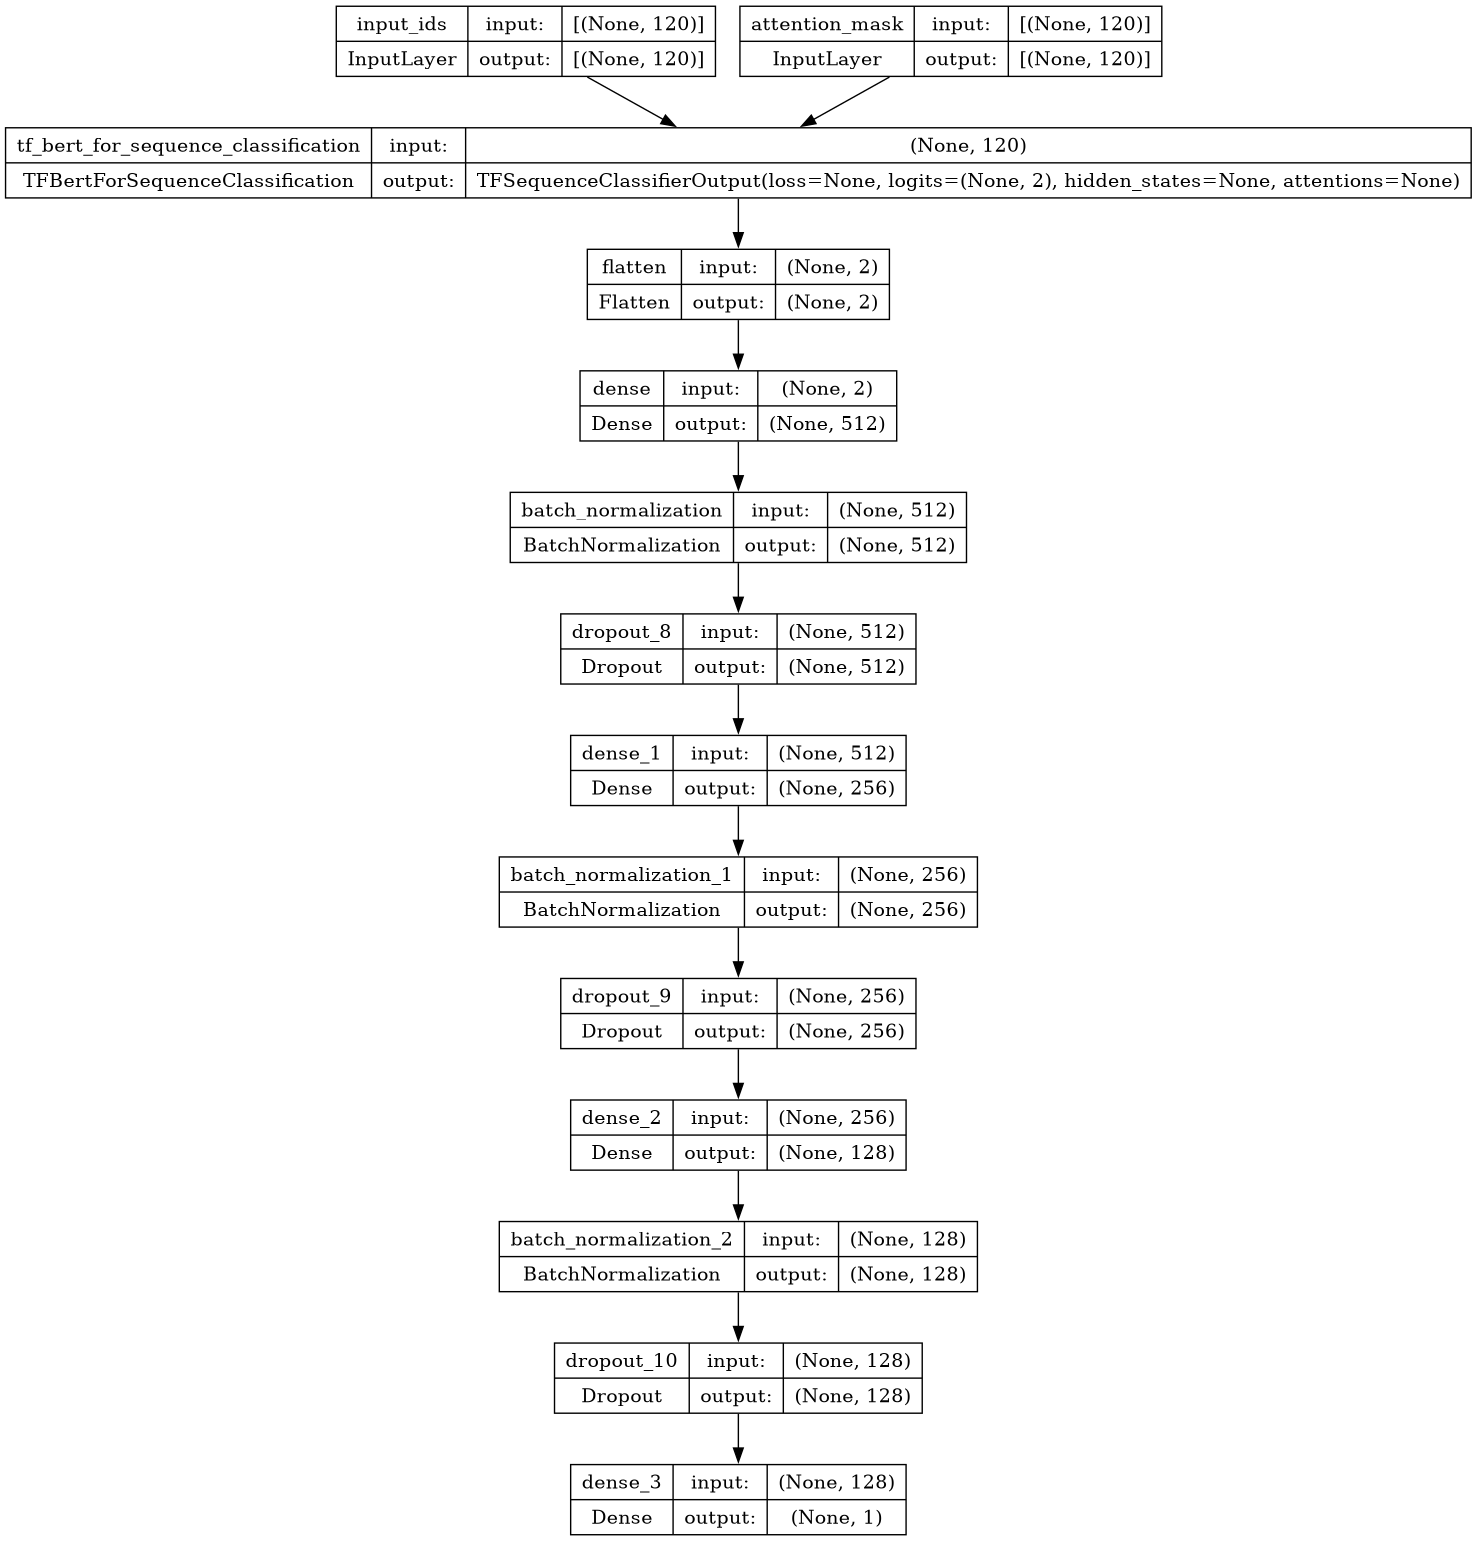 input_ids input: [(None, 120)]
InputLayer output: [(None, 120)]
attention_mask input: [(None, 120)]
InputLayer output: [(None, 120)]
tf_bert_for_sequence_classification input: (None, 120)
TFBertForSequenceClassification output: TFSequenceClassifierOutput(loss=None, logits=(None, 2), hidden_states=None, attentions=None)
flatten input: (None, 2)
Flatten output: (None, 2)
dense input: (None, 2)
Dense output: (None, 512)
batch_normalization input: (None, 512)
BatchNormalization output: (None, 512)
dropout_8 input: (None, 512)
Dropout output: (None, 512)
dense_1 input: (None, 512)
Dense output: (None, 256)
batch_normalization_1 input: (None, 256)
BatchNormalization output: (None, 256)
dropout_9 input: (None, 256)
Dropout output: (None, 256)
dense_2 input: (None, 256)
Dense output: (None, 128)
batch_normalization_2 input: (None, 128)
BatchNormalization output: (None, 128)
dropout_10 input: (None, 128)
Dropout output: (None, 128)
dense_3 input: (None, 128)
Dense output: (None, 1)